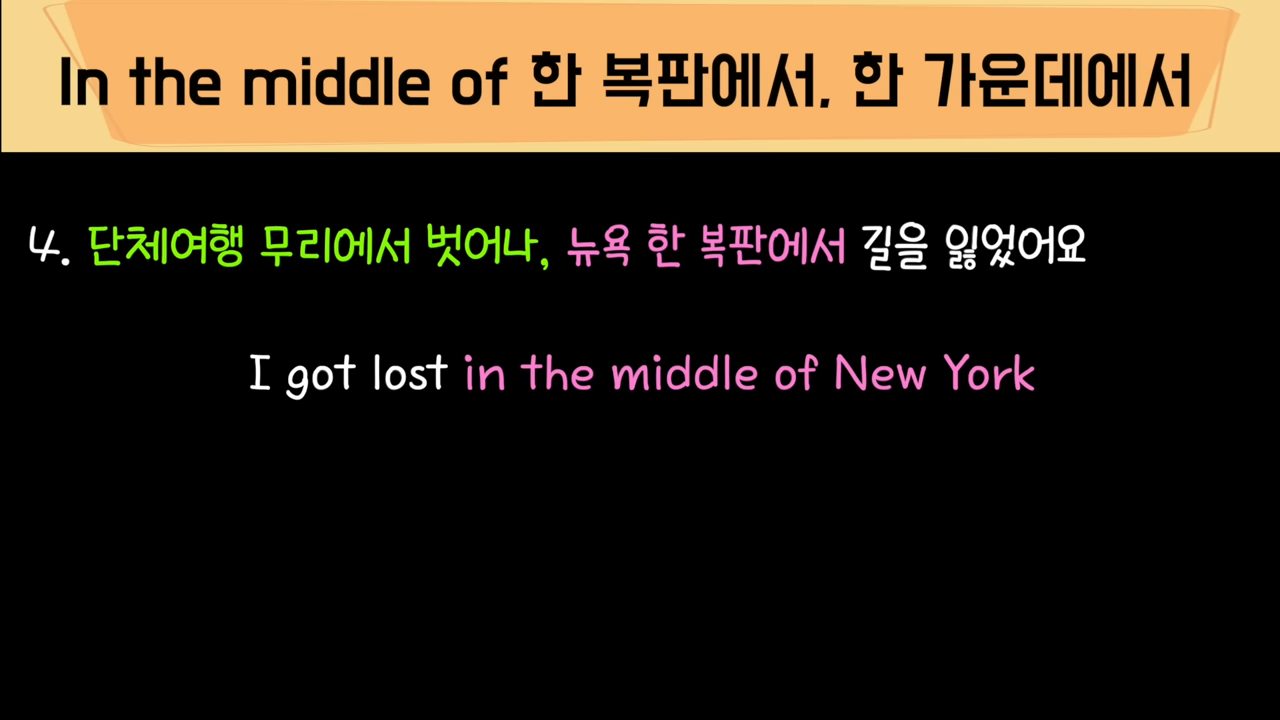 In the middle of 한 복판에서, 한 가운데에서
4. 단체여행 무리에서 벗어나, 뉴욕 한 복판에서 길을 잃었어요
I got lost in the middle of New York